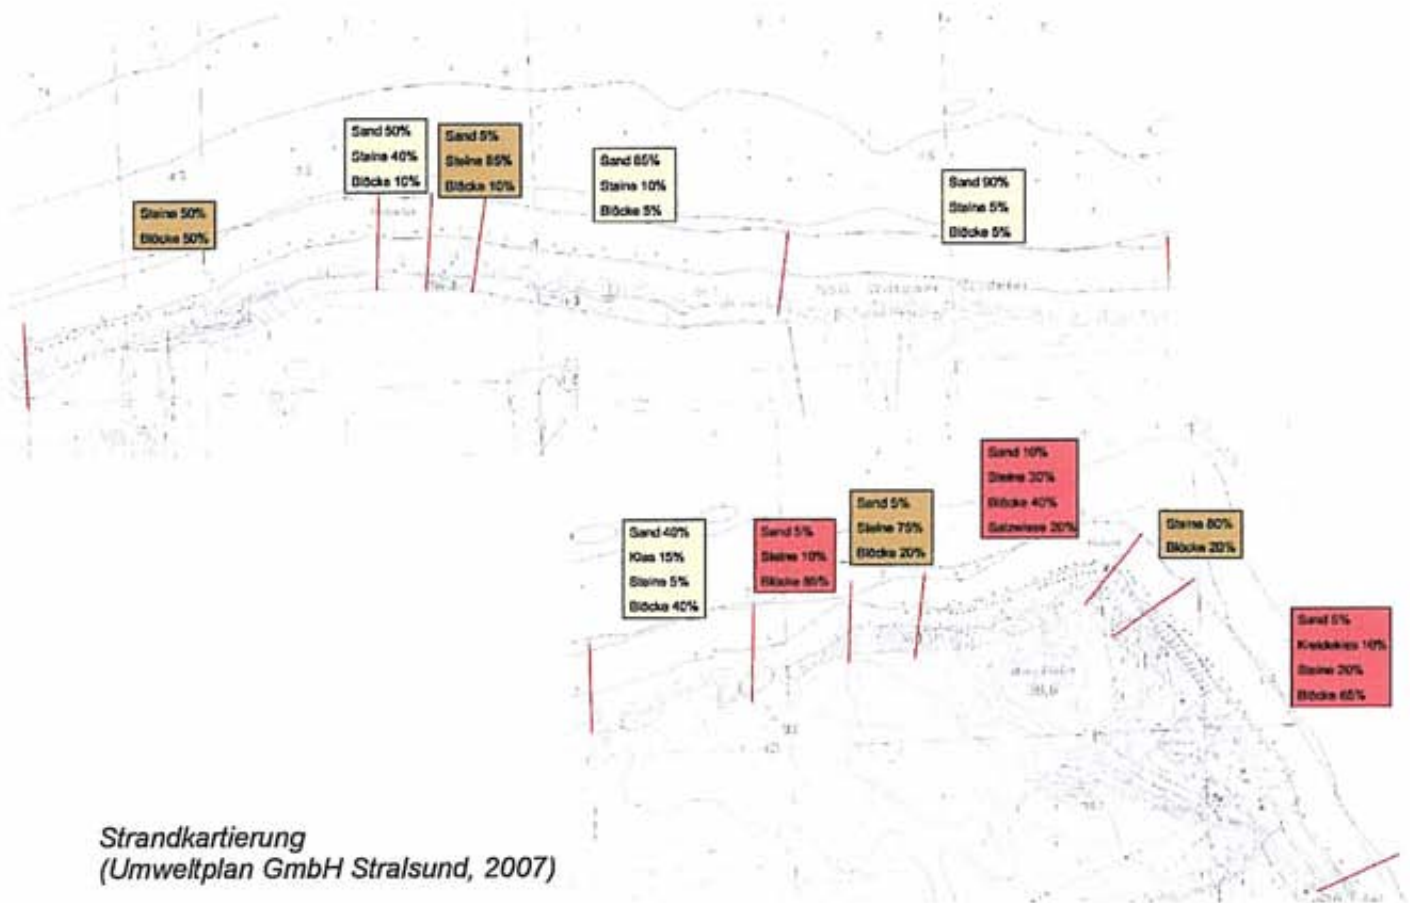 Sand 50%
Steine 40%
Blöcke 10%
Sand 5%
Steine 85%
Blöcke 10%
Sand 85%
Steine 10%
Blöcke 5%
Sand 90%
Steine 5%
Blöcke 5%
Steine 50%
Blöcke 50%
Sand 10%
Steine 30%
Blöcke 40%
Salzwiese 20%
Sand 40%
Kies 15%
Steine 5%
Blöcke 40%
Sand 5%
Steine 10%
Blöcke 85%
Sand 5%
Steine 75%
Blöcke 20%
Steine 80%
Blöcke 20%
Sand 5%
Kreidekies 10%
Steine 20%
Blöcke 65%
Strandkartierung
(Umweltplan GmbH Stralsund, 2007)